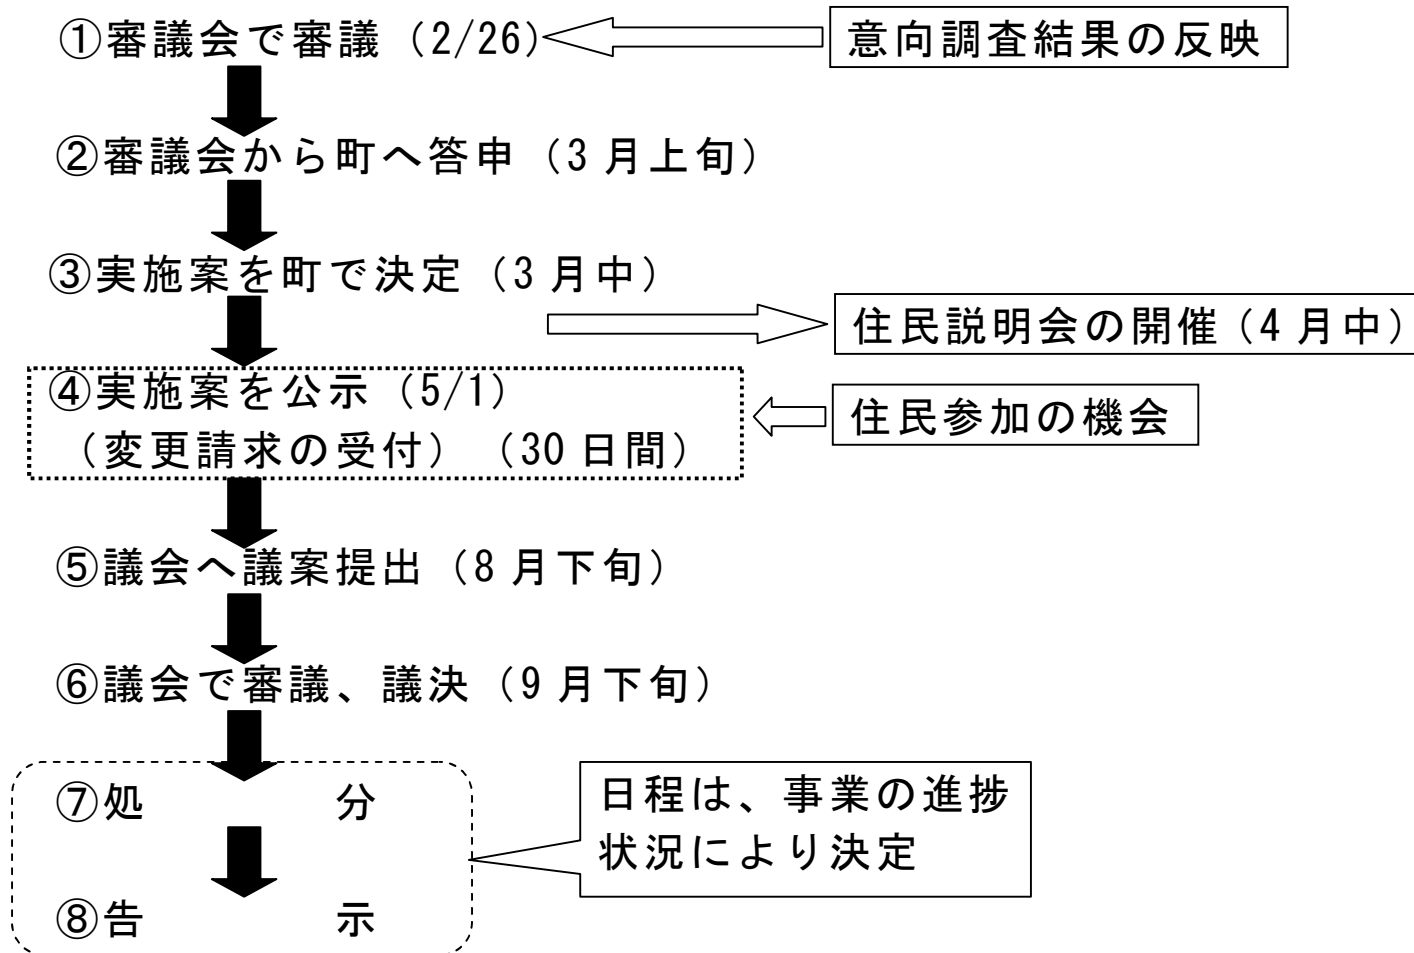 ①審議会で審議（2/26）
意向調査結果の反映
②審議会から町へ答申（3月上旬）
③実施案を町で決定（3月中）
住民説明会の開催（4月中）
④実施案を公示（5/1）
（変更請求の受付）（30日間）
住民参加の機会
⑤議会へ議案提出（8月下旬）
⑥議会で審議、議決（9月下旬）
⑦処　　　　分
日程は、事業の進捗
状況により決定
⑧告　　　　示